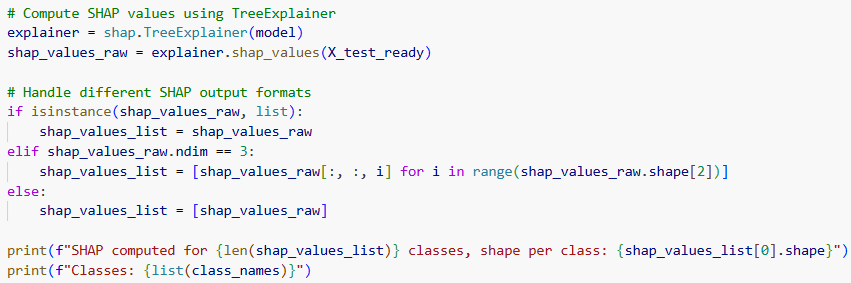 # Compute SHAP values using TreeExplainer
explainer = shap.TreeExplainer(model)
shap_values_raw = explainer.shap_values(X_test_ready)

# Handle different SHAP output formats
if isinstance(shap_values_raw, list):
    shap_values_list = shap_values_raw
elif shap_values_raw.ndim == 3:
    shap_values_list = [shap_values_raw[:, :, i] for i in range(shap_values_raw.shape[2])]
else:
    shap_values_list = [shap_values_raw]

print(f"SHAP computed for {len(shap_values_list)} classes, shape per class: {shap_values_list[0].shape}")
print(f"Classes: {list(class_names)}")